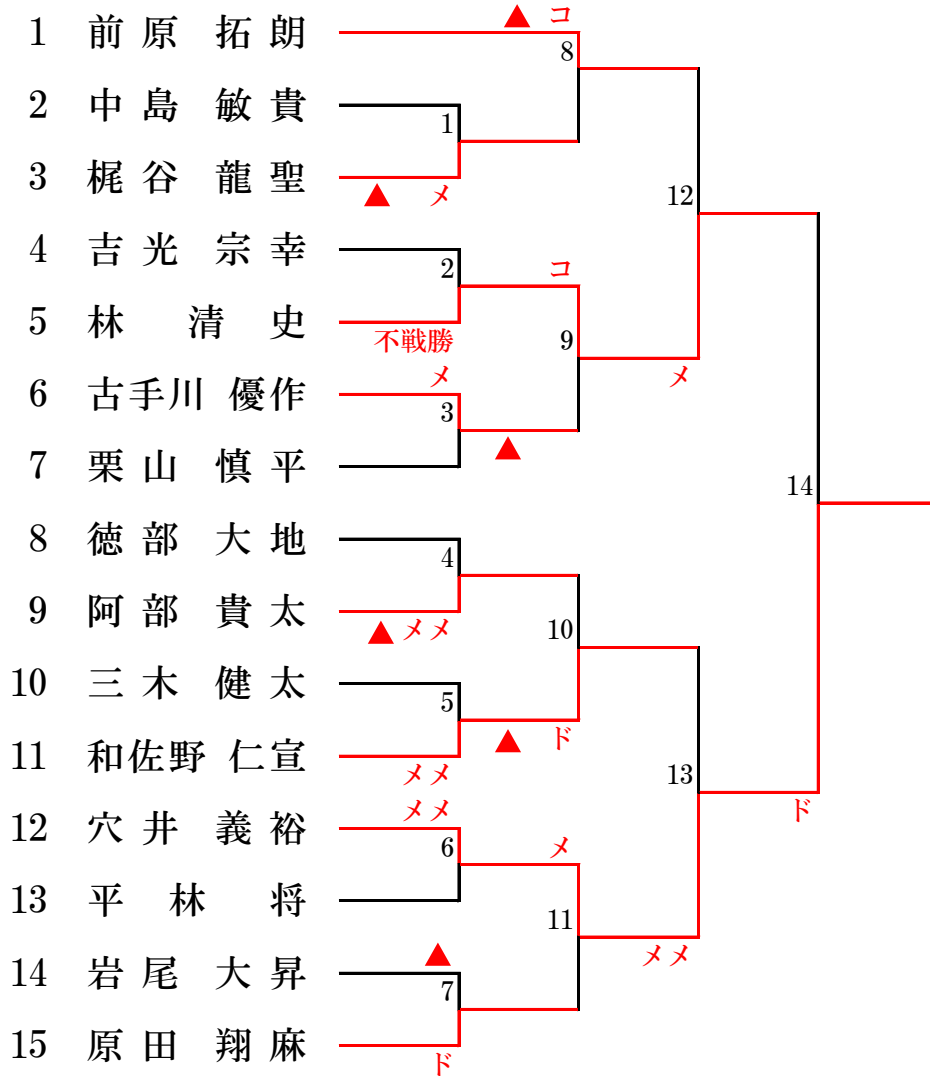 ▲ コ
1 前原 拓朗
8
2 中島 敏貴
1
3 梶谷 龍聖
▲ メ
12
4 吉光 宗幸
2 コ
5 林 清史
不戦勝
9
メ
メ
6 古手川 優作
3
▲
7 栗山 慎平
14
8 徳部 大地
4
9 阿部 貴太
▲ メメ
10
10 三木 健太
5
▲ ド
11 和佐野 仁宣
メメ
13
メメ
ド
12 穴井 義裕
6 メ
13 平林 将
11
▲
メメ
14 岩尾 大昇
7
15 原田 翔麻
ド